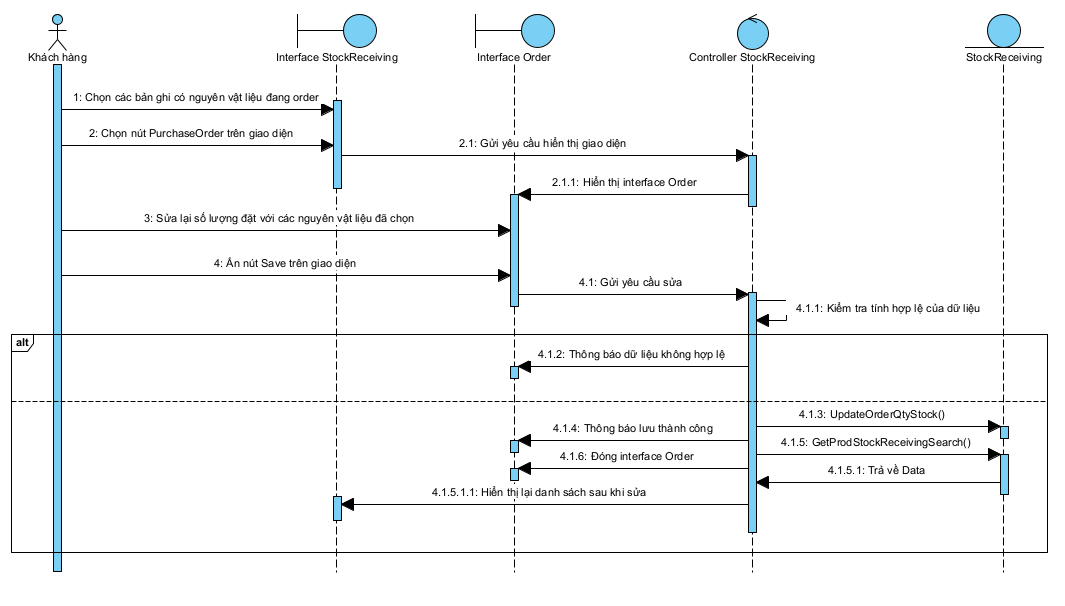 Khách hàng
Interface StockReceiving
Interface Order
Controller StockReceiving
StockReceiving
1: Chọn các bản ghi có nguyên vật liệu đang order
2: Chọn nút PurchaseOrder trên giao diện
2.1: Gửi yêu cầu hiển thị giao diện
2.1.1: Hiển thị interface Order
3: Sửa lại số lượng đặt với các nguyên vật liệu đã chọn
4: Ấn nút Save trên giao diện
4.1: Gửi yêu cầu sửa
4.1.1: Kiểm tra tính hợp lệ của dữ liệu
alt
4.1.2: Thông báo dữ liệu không hợp lệ
4.1.3: UpdateOrderQtyStock()
4.1.4: Thông báo lưu thành công
4.1.5: GetProdStockReceivingSearch()
4.1.6: Đóng interface Order
4.1.5.1: Trả về Data
4.1.5.1.1: Hiển thị lại danh sách sau khi sửa